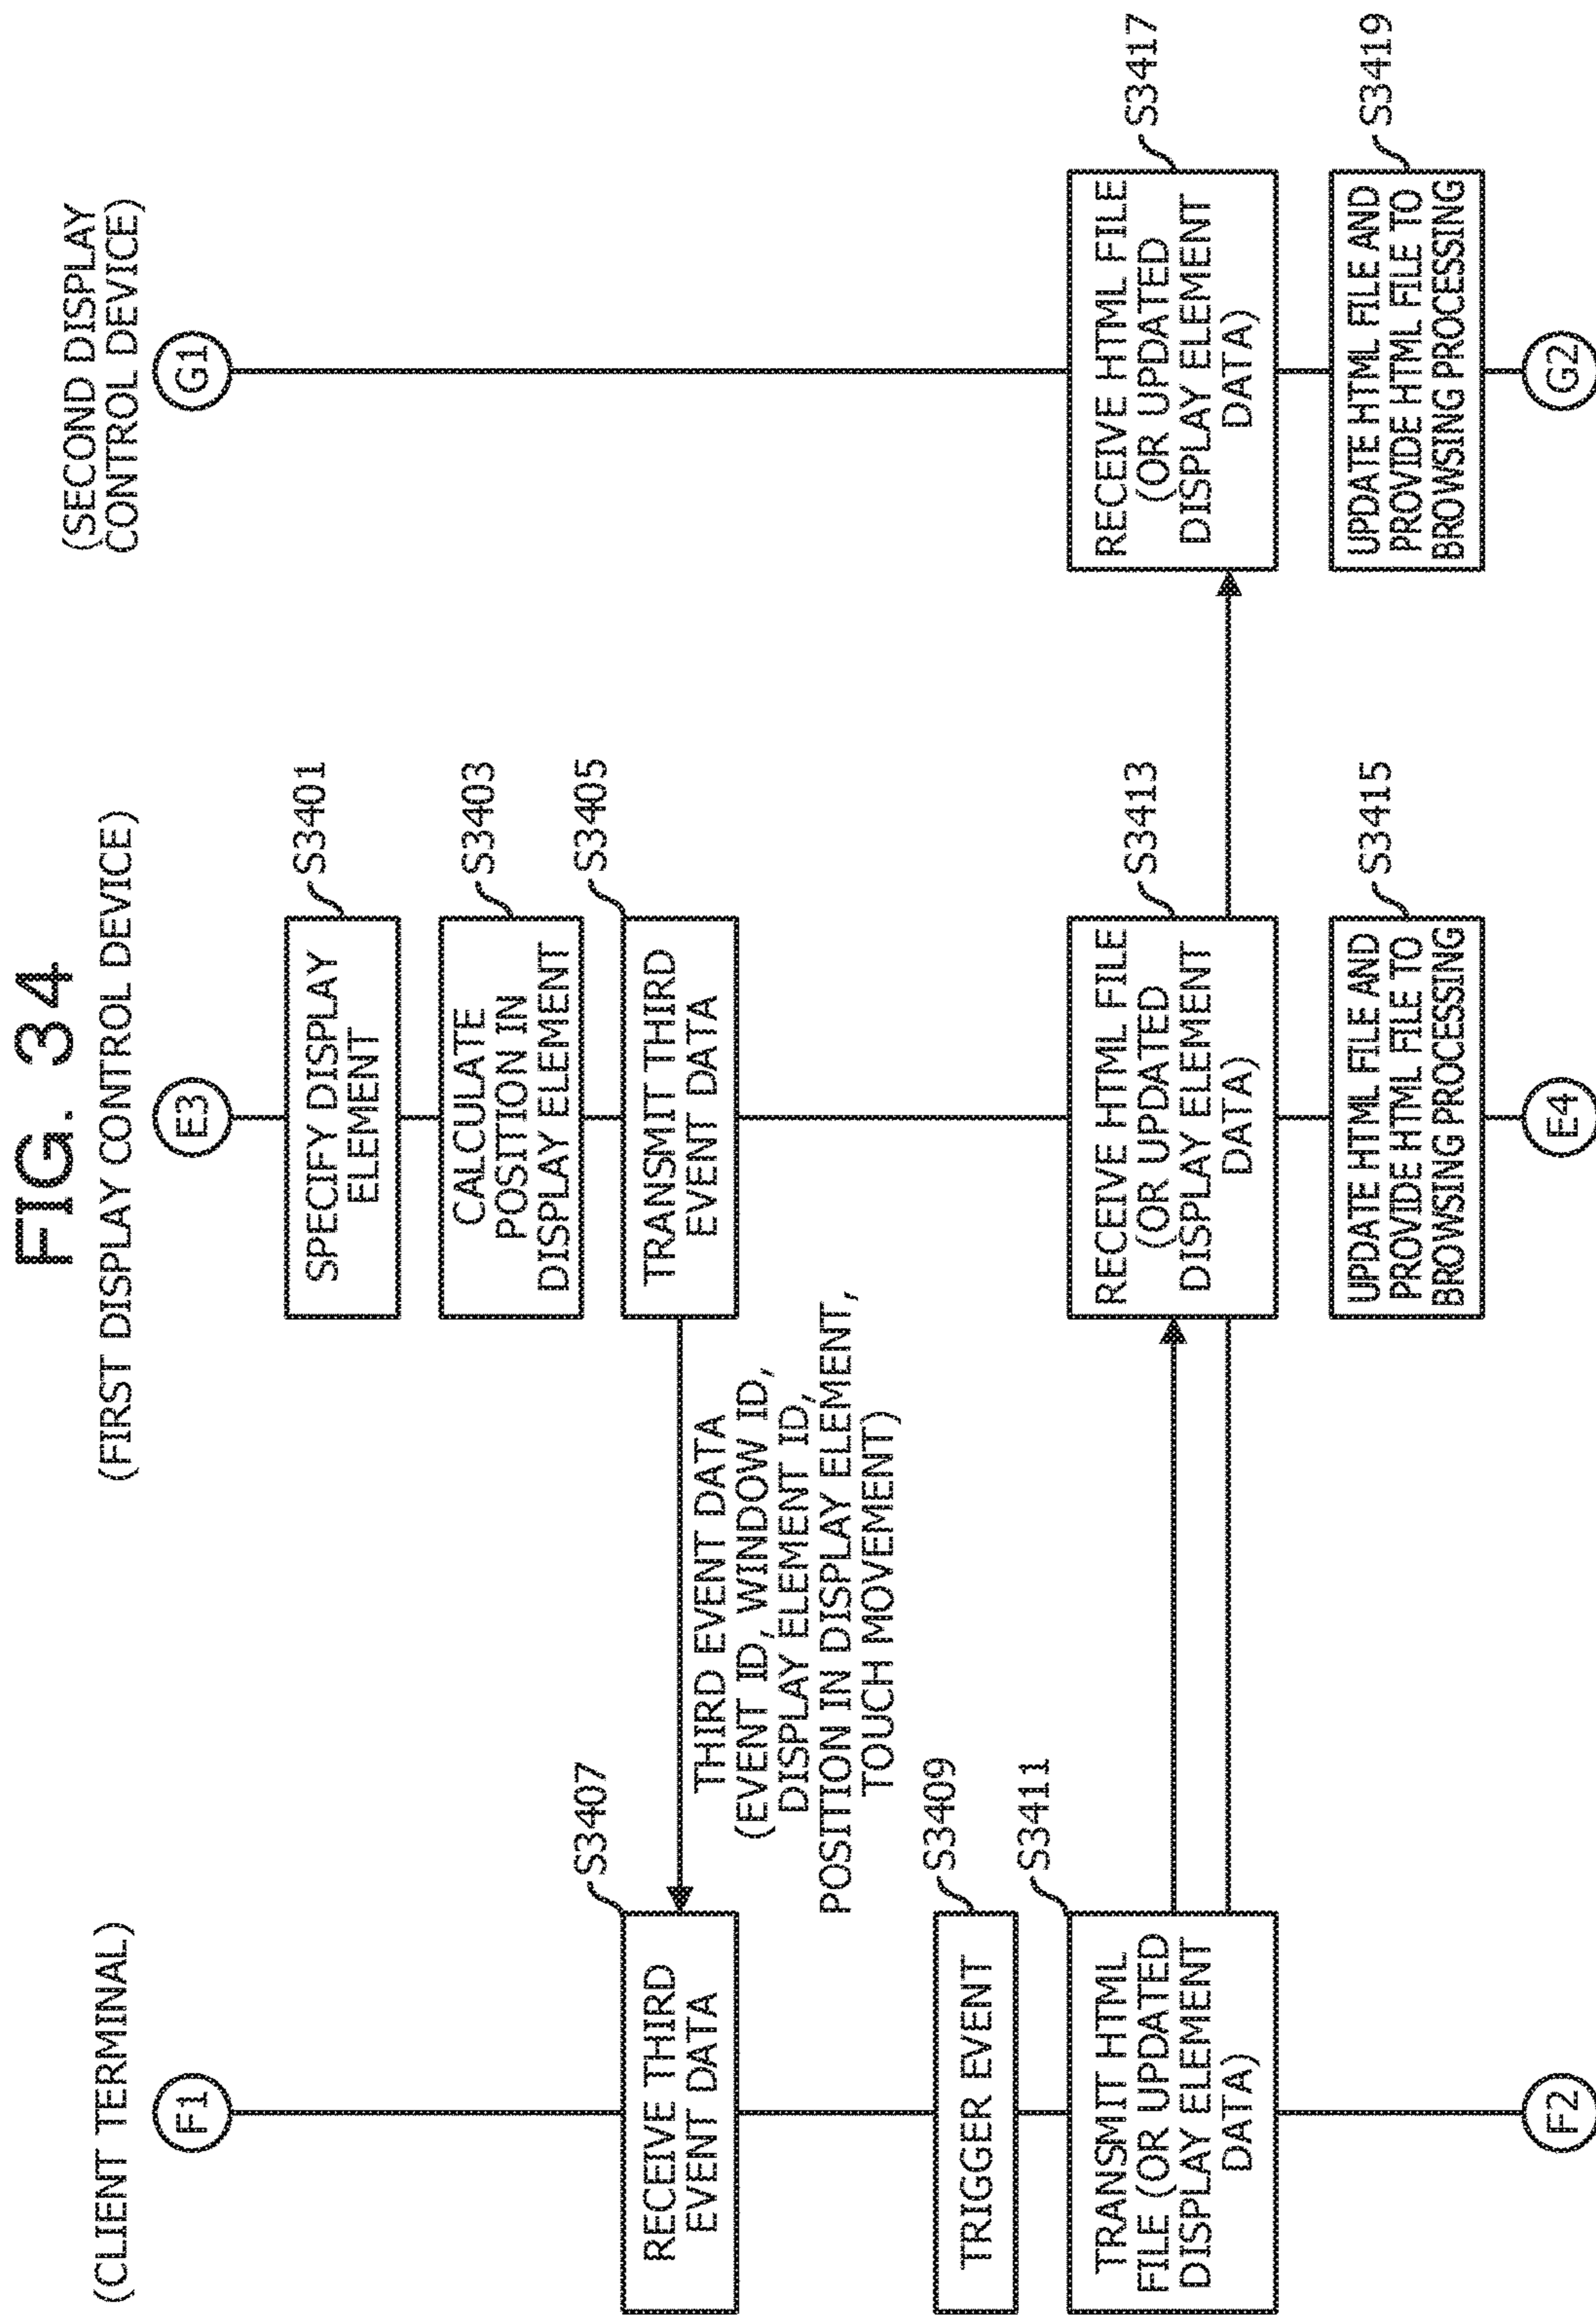 FIG. 34
(CLIENT TERMINAL)
(FIRST DISPLAY CONTROL DEVICE)
(SECOND DISPLAY
CONTROL DEVICE)
F1
E3
G1
S3401
SPECIFY DISPLAY
ELEMENT
S3403
CALCULATE
POSITION IN
DISPLAY ELEMENT
S3405
TRANSMIT THIRD
EVENT DATA
S3407
RECEIVE THIRD
EVENT DATA
THIRD EVENT DATA
(EVENT ID, WINDOW ID,
DISPLAY ELEMENT ID,
POSITION IN DISPLAY ELEMENT,
TOUCH MOVEMENT)
S3409
TRIGGER EVENT
S3411
TRANSMIT HTML
FILE (OR UPDATED
DISPLAY ELEMENT
DATA)
S3413
RECEIVE HTML FILE
(OR UPDATED
DISPLAY ELEMENT
DATA)
S3417
RECEIVE HTML FILE
(OR UPDATED
DISPLAY ELEMENT
DATA)
S3415
UPDATE HTML FILE AND
PROVIDE HTML FILE TO
BROWSING PROCESSING
S3419
UPDATE HTML FILE AND
PROVIDE HTML FILE TO
BROWSING PROCESSING
F2
E4
G2